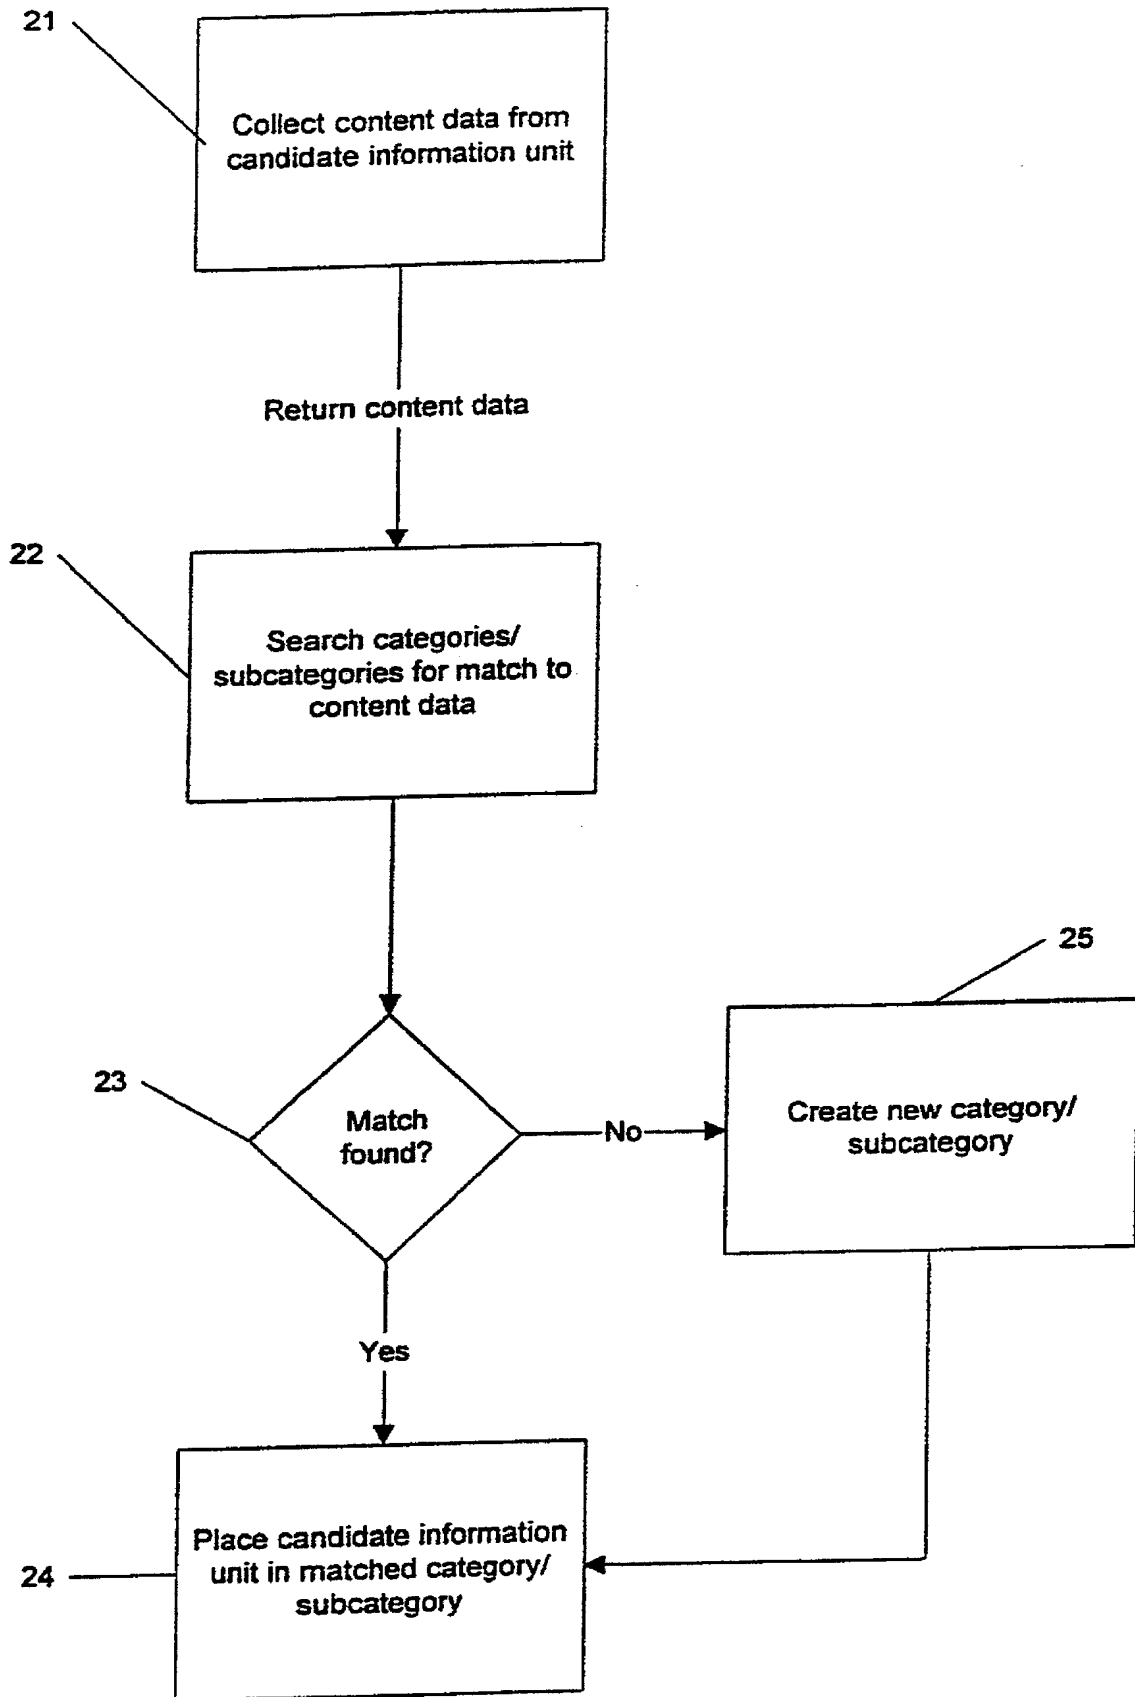 21
Collect content data from
candidate information unit
Return content data
22
Search categories/
subcategories for match to
content data
23
Match
found?
No
25
Create new category/
subcategory
Yes
24
Place candidate information
unit in matched category/
subcategory